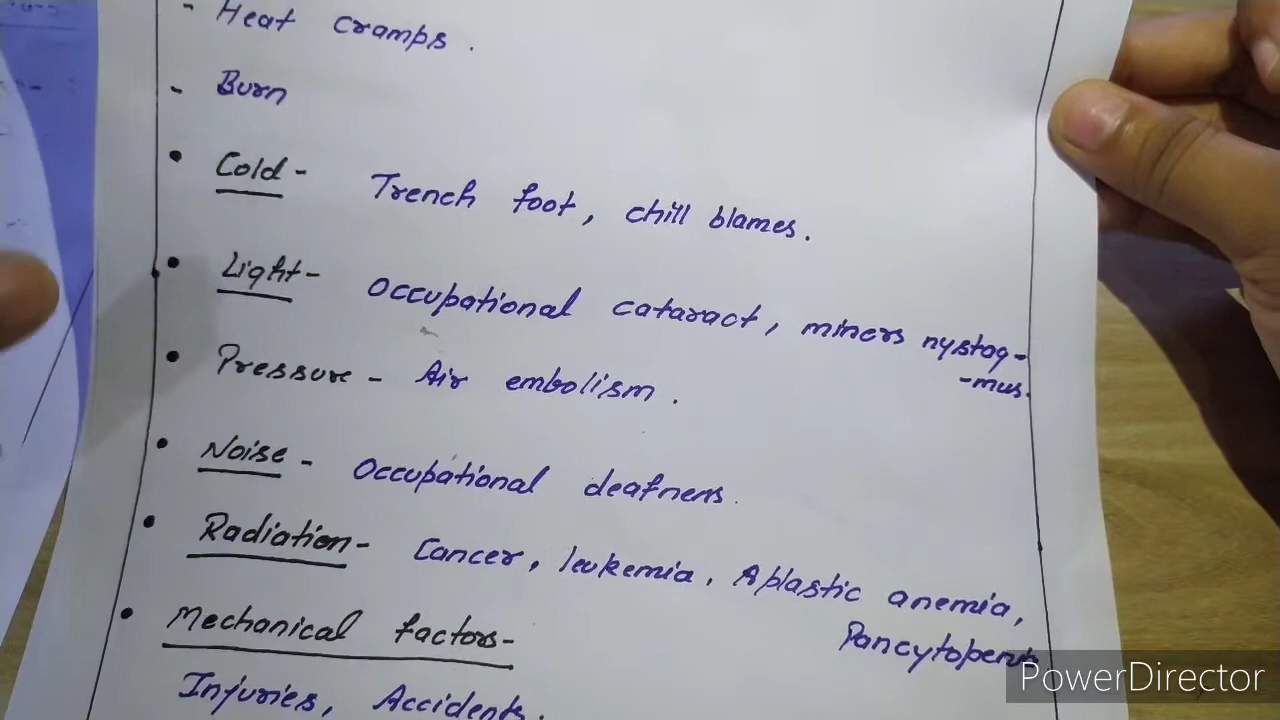 - Heat cramps.
- Burn
• Cold - Trench foot, chill blames.
• Light - Occupational cataract, miners nystag-
-mus.
• Pressure - Air embolism.
• Noise - Occupational deafness.
• Radiation - Cancer, leukemia, Aplastic anemia,
Pancytopenia
• Mechanical factors-
Injuries, Accidents.
PowerDirector